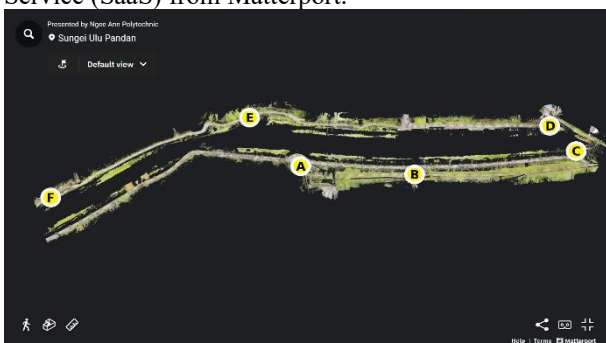 Service (SaaS) from Matterport.
Presented by Ngee Ann Polytechnic
Sungei Ulu Pandan
Default view
E
D
C
A
B
F
Help | Terms Matterport